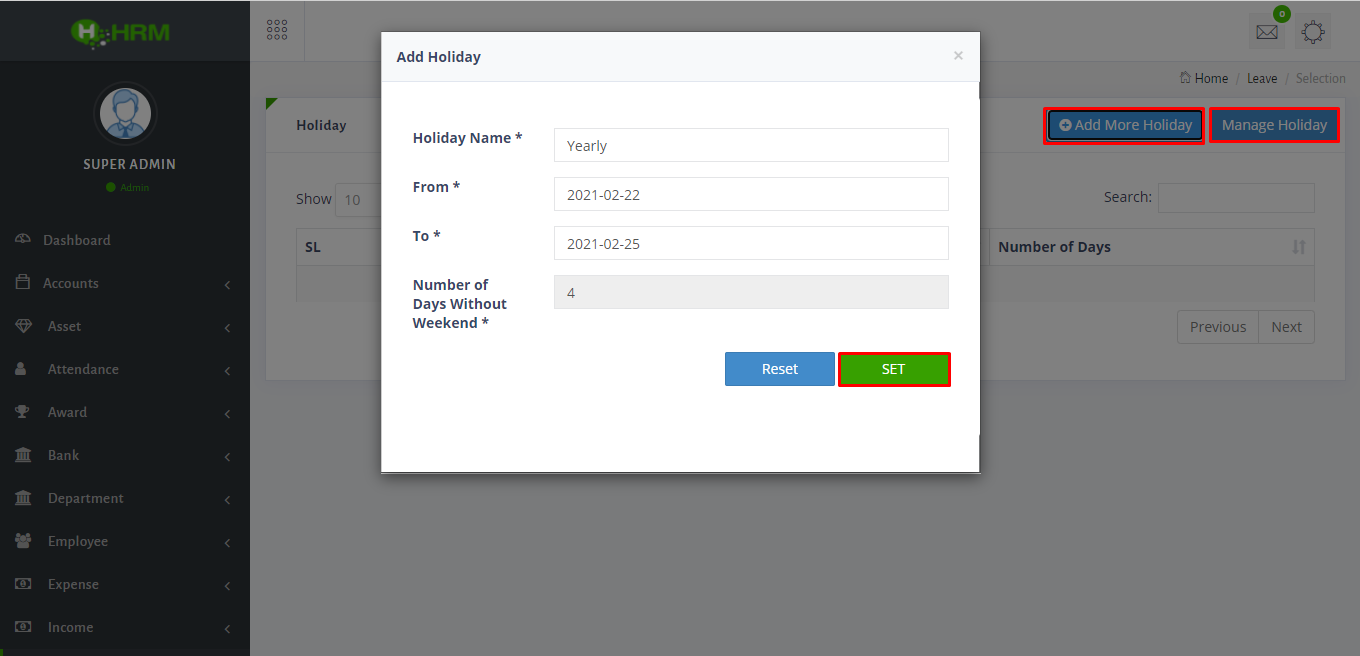 HRM
0
Home / Leave / Selection
SUPER ADMIN
Admin
Dashboard
Accounts
Asset
Attendance
Award
Bank
Department
Employee
Expense
Income
Holiday
Add More Holiday
Manage Holiday
Show 10
Search:
SL
Number of Days
Previous
Next
Add Holiday
×
Holiday Name *
Yearly
From *
2021-02-22
To *
2021-02-25
Number of
Days Without
Weekend *
4
Reset
SET